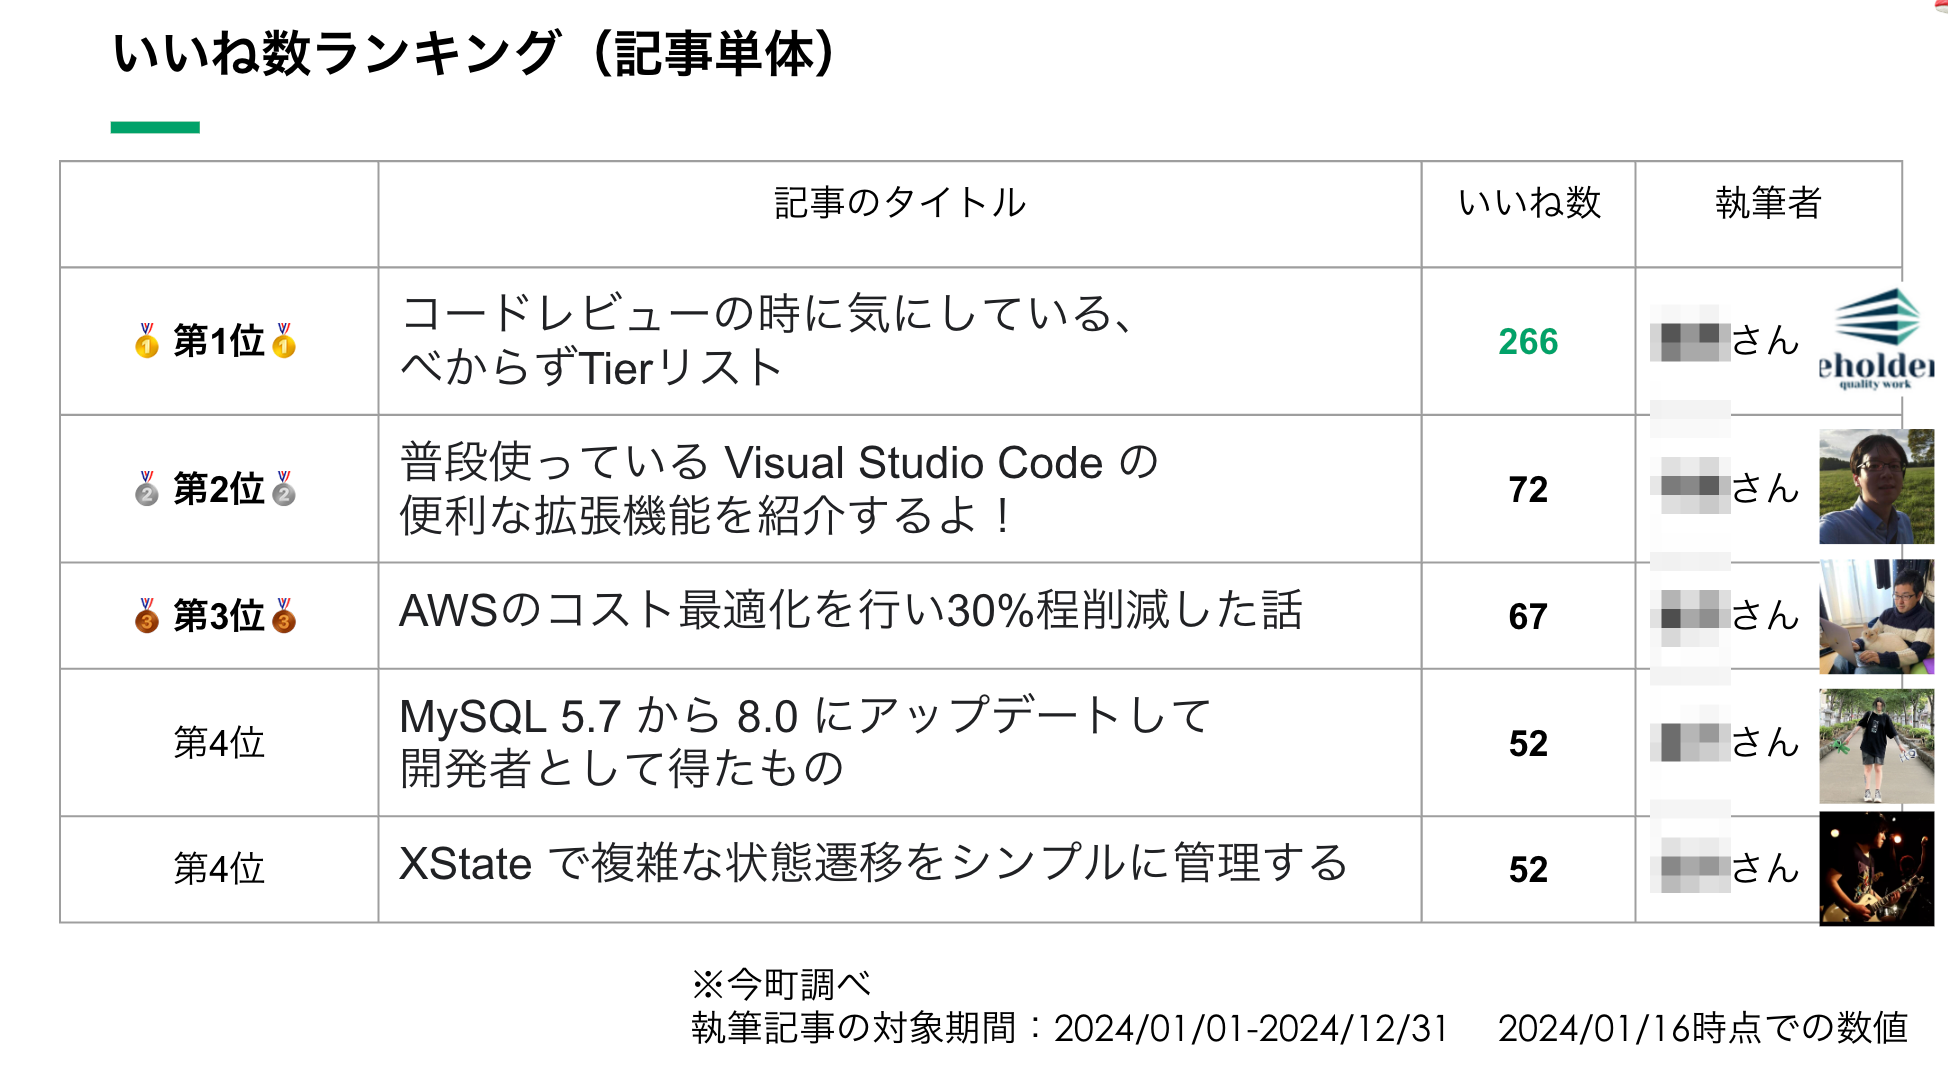 いいね数ランキング（記事単体）
記事のタイトル
いいね数
執筆者
第1位
コードレビューの時に気にしている、
べからずTierリスト
266
さん
eholder
quality work
第2位
普段使っている Visual Studio Code の
便利な拡張機能を紹介するよ！
72
さん
第3位
AWSのコスト最適化を行い30%程削減した話
67
さん
第4位
MySQL 5.7 から 8.0 にアップデートして
開発者として得たもの
52
さん
第4位
XState で複雑な状態遷移をシンプルに管理する
52
さん
※今町調べ
執筆記事の対象期間：2024/01/01-2024/12/31　2024/01/16時点での数値